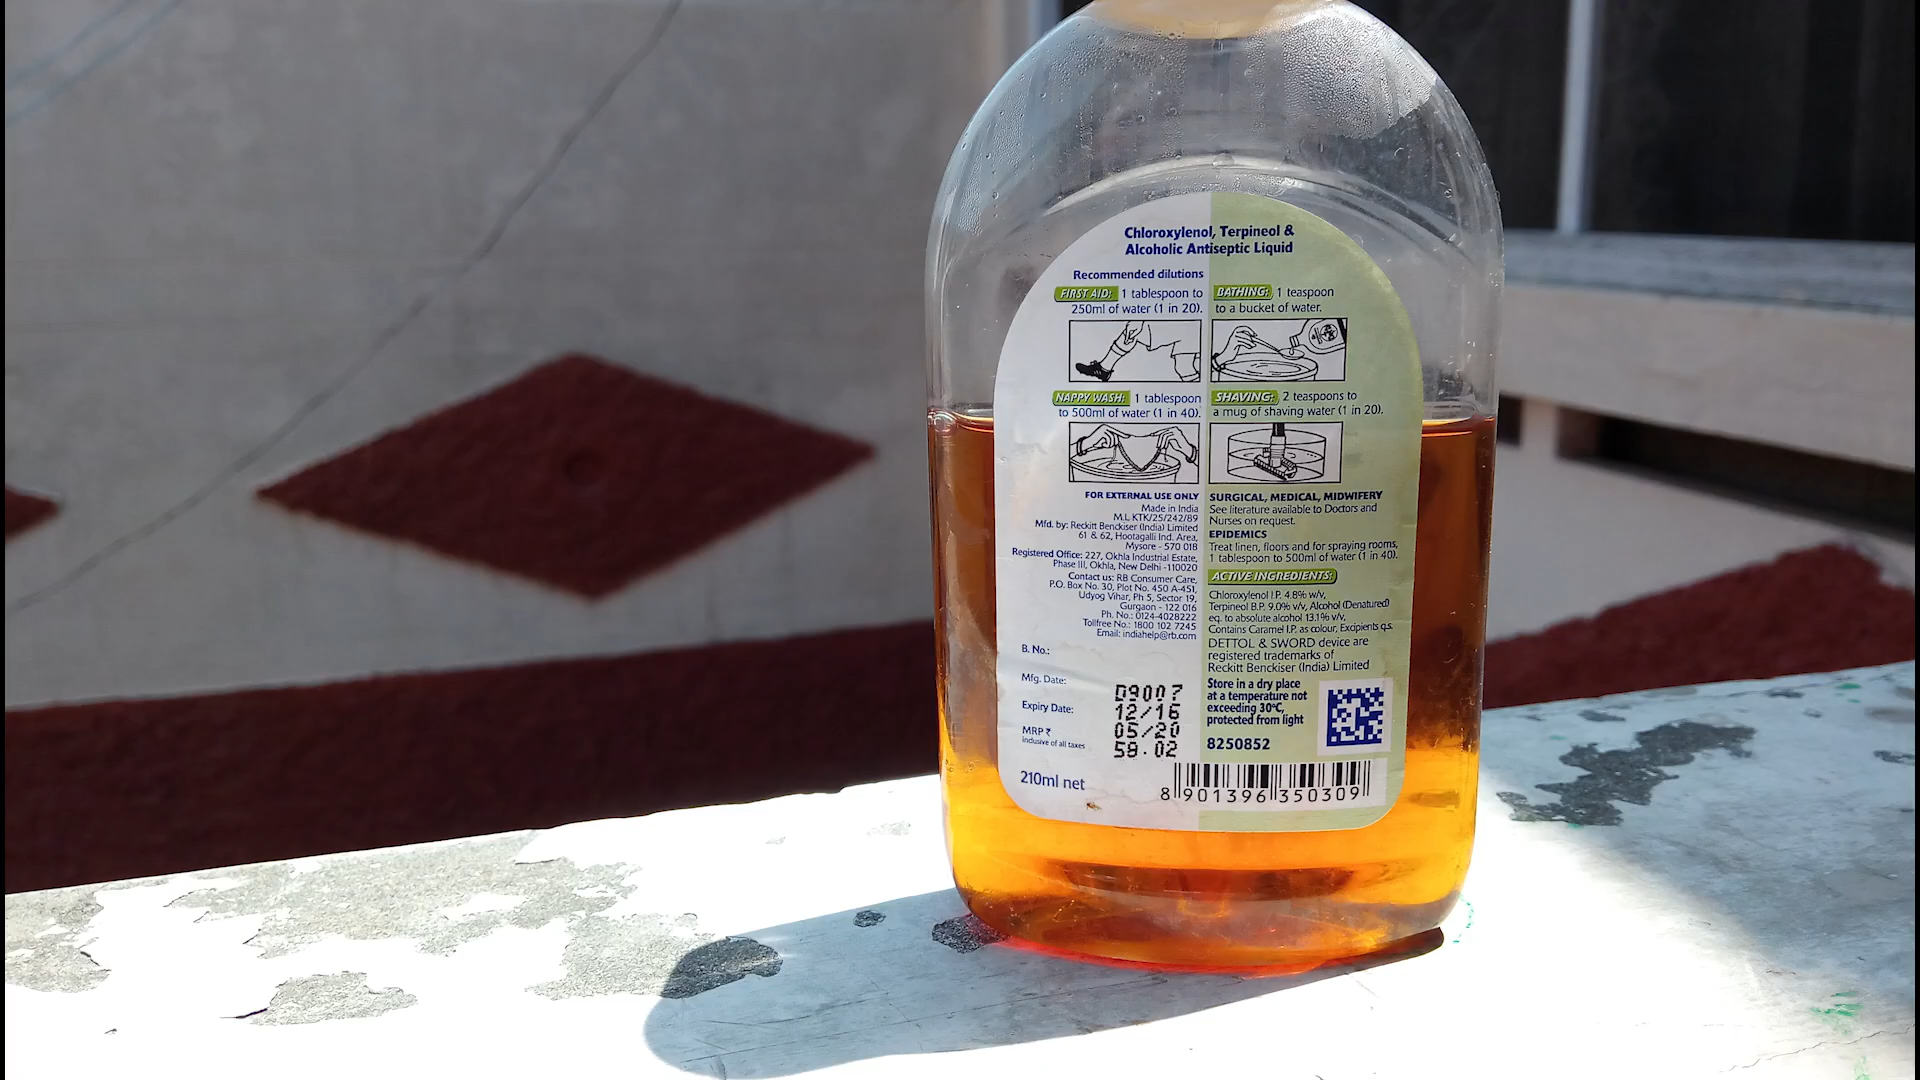 Chloroxylenol, Terpineol &
Alcoholic Antiseptic Liquid
Recommended dilutions
FIRST AID: 1 tablespoon to
250ml of water (1 in 20).
BATHING: 1 teaspoon
to a bucket of water.
NAPPY WASH: 1 tablespoon
to 500ml of water (1 in 40).
SHAVING: 2 teaspoons to
a mug of shaving water (1 in 20).
FOR EXTERNAL USE ONLY
Made in India
M.L KTK/25/242/89
Mfd. by: Reckitt Benckiser (India) Limited
61 & 62, Hootagalli Ind. Area,
Mysore - 570 018
Registered Office: 227, Okhla Industrial Estate,
Phase III, Okhla, New Delhi -110020
Contact us: RB Consumer Care,
P.O. Box No. 30, Plot No. 450 A-451,
Udyog Vihar, Ph 5, Sector 19,
Gurgaon - 122 016
Ph. No.: 0124-4028222
Tollfree No.: 1800 102 7245
Email: indiahelp@rb.com
SURGICAL, MEDICAL, MIDWIFERY
See literature available to Doctors and
Nurses on request.
EPIDEMICS
Treat linen, floors and for spraying rooms,
1 tablespoon to 500ml of water (1 in 40).
ACTIVE INGREDIENTS:
Chloroxylenol I.P. 4.8% w/v,
Terpineol B.P. 9.0% v/v, Alcohol (Denatured)
eq. to absolute alcohol 13.1% v/v,
Contains Caramel I.P. as colour, Excipients q.s.
DETTOL & SWORD device are
registered trademarks of
Reckitt Benckiser (India) Limited
Store in a dry place
at a temperature not
exceeding 30°C,
protected from light
8250852
B. No.:
Mfg. Date:
Expiry Date:
MRP ₹
inclusive of all taxes
D9007
12/16
05/20
59.02
210ml net
8 901396 350309